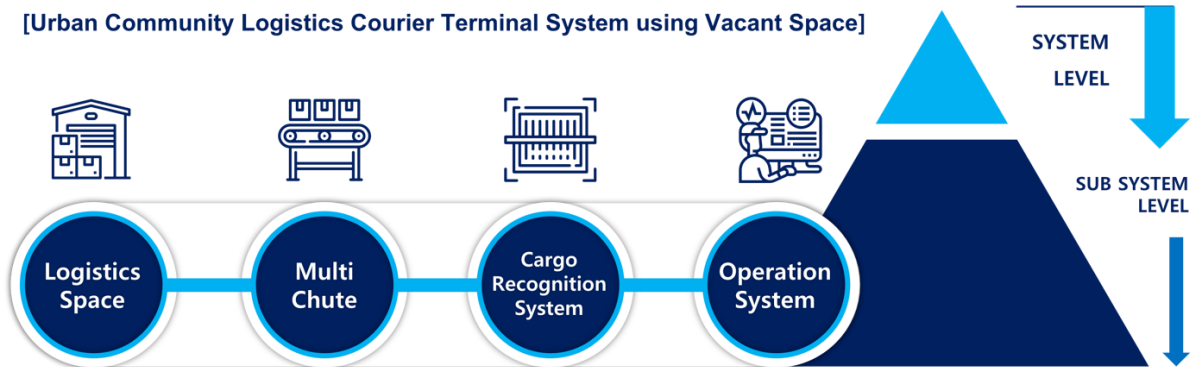 [Urban Community Logistics Courier Terminal System using Vacant Space]
SYSTEM
LEVEL
SUB SYSTEM
LEVEL
Logistics
Space
Multi
Chute
Cargo
Recognition
System
Operation
System